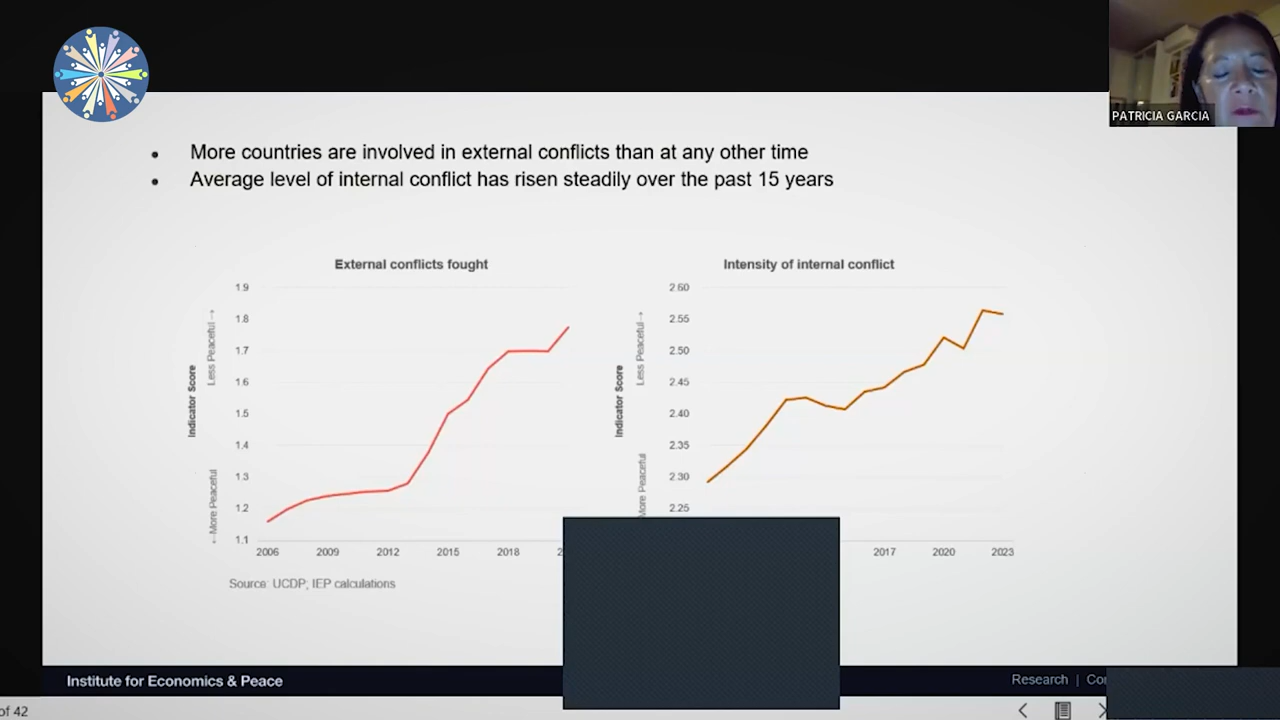 PATRICIA GARCIA
• More countries are involved in external conflicts than at any other time
• Average level of internal conflict has risen steadily over the past 15 years
External conflicts fought
1.9
1.8
1.7
1.6
1.5
1.4
1.3
1.2
1.1
Less Peaceful→
Indicator Score
←More Peaceful
2006 2009 2012 2015 2018
Source: UCDP, IEP calculations
Intensity of internal conflict
2.60
2.55
2.50
2.45
2.40
2.35
2.30
2.25
Less Peaceful→
Indicator Score
More Peaceful
2017 2020 2023
Institute for Economics & Peace
Research |
of 42